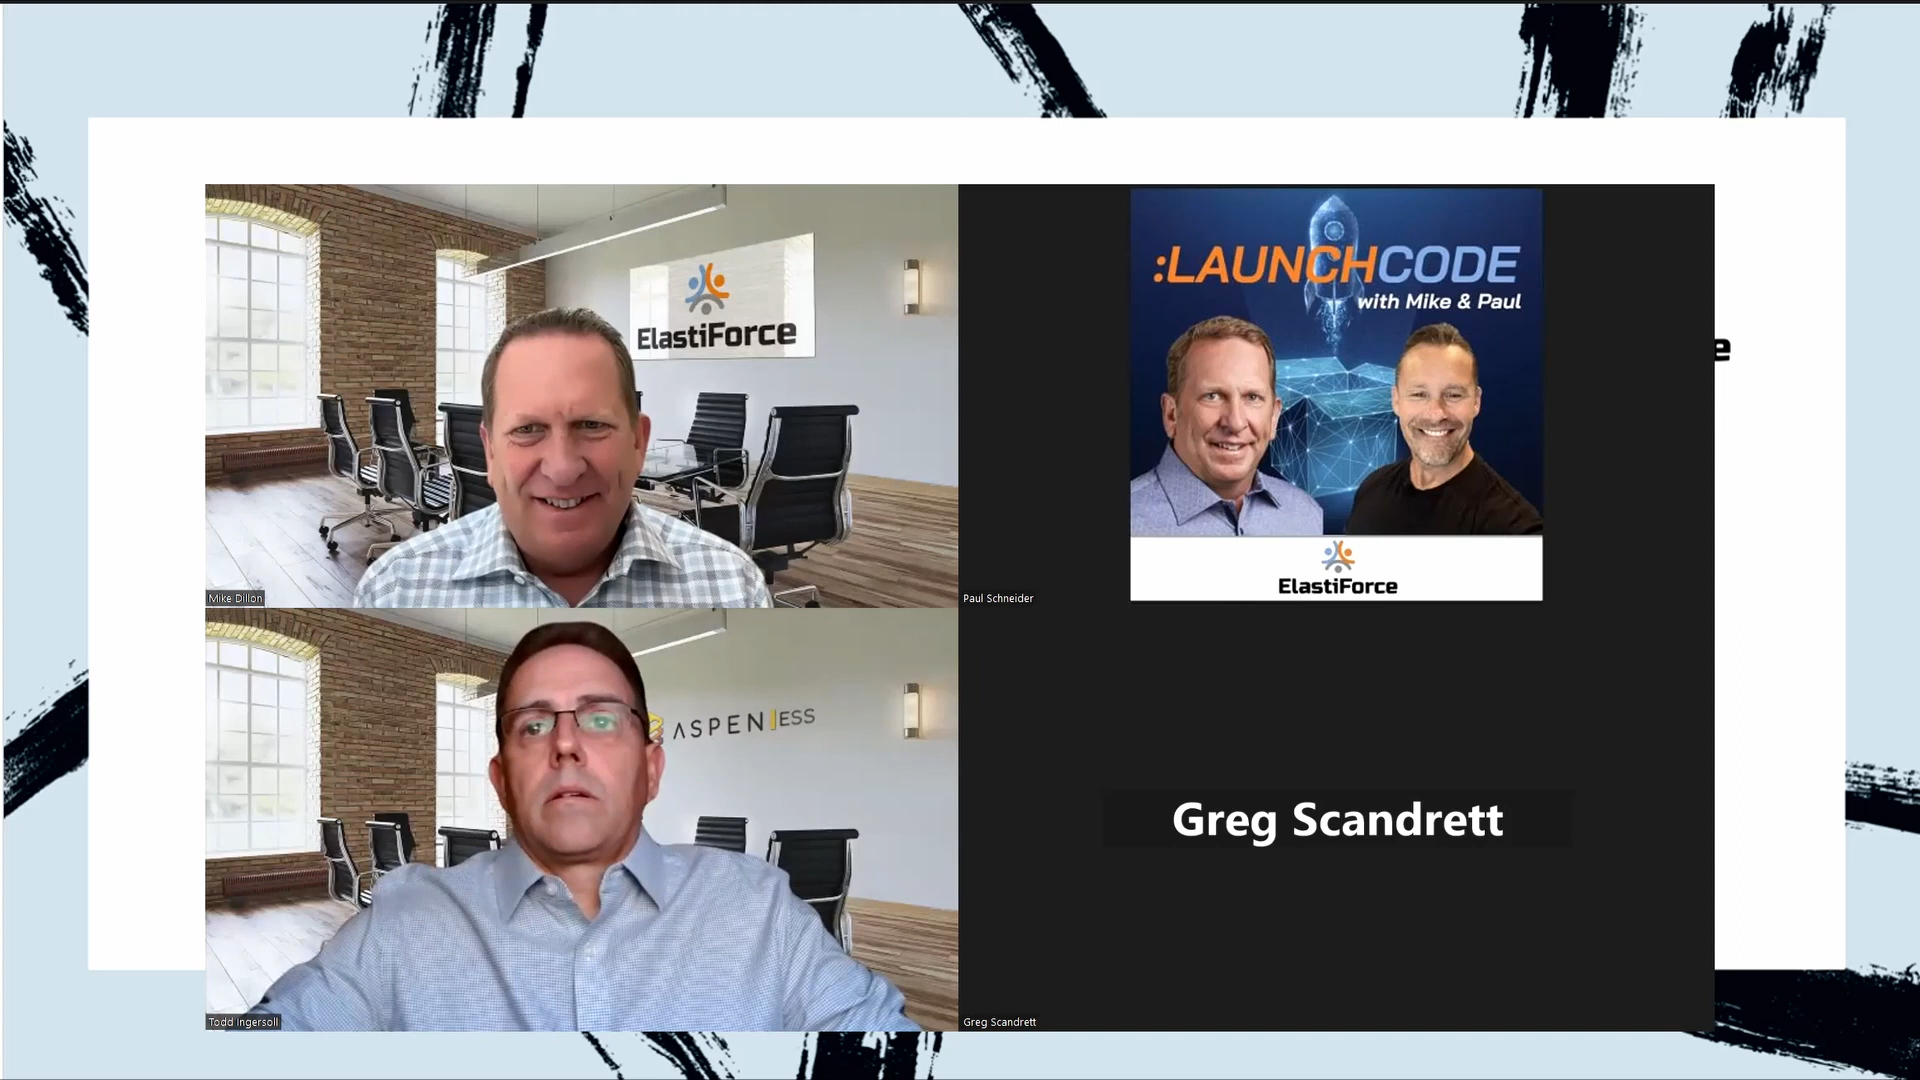 ElastiForce
Mike Dillon
:LAUNCHCODE
with Mike & Paul
ElastiForce
Paul Schneider
e
ASPEN|ESS
Todd Ingersoll
Greg Scandrett
Greg Scandrett